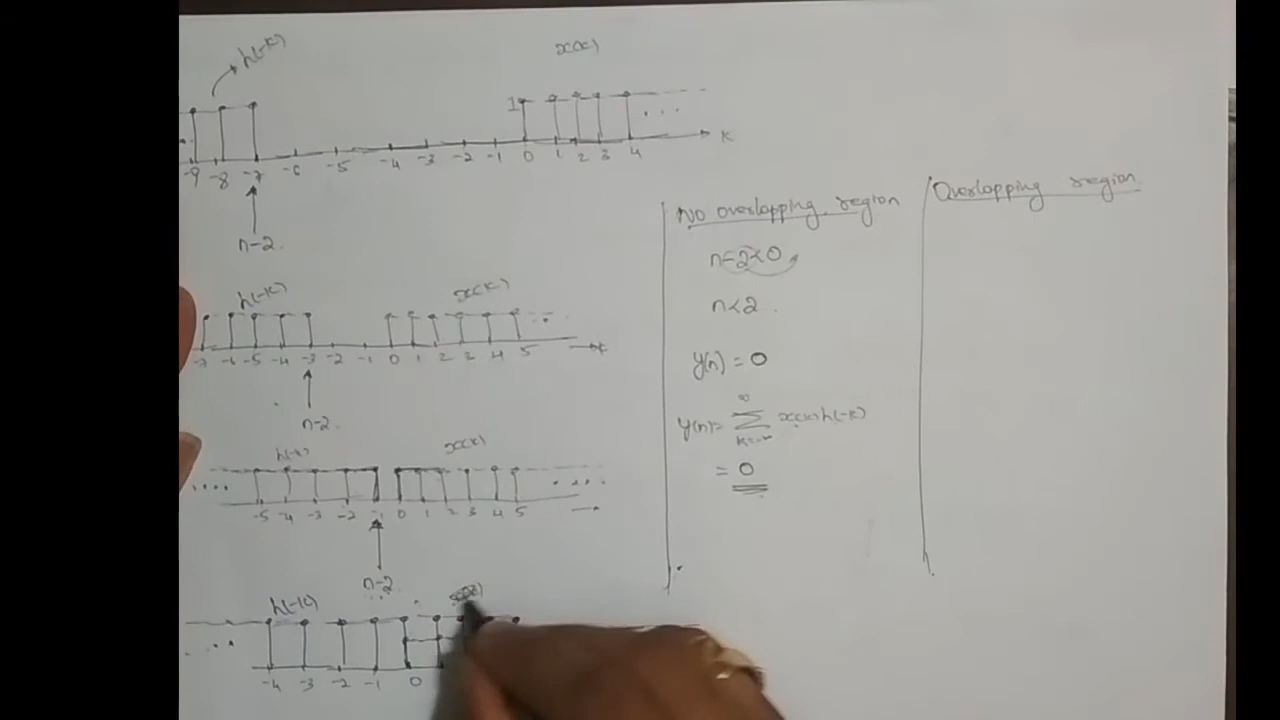 h(-k)
x(k)
1
-9 -8 -7 -6 -5 -4 -3 -2 -1 0 1 2 3 4 K
n-2.
h(-k) x(k)
-7 -6 -5 -4 -3 -2 -1 0 1 2 3 4 5
n-2.
h(-k) x(k)
-5 -4 -3 -2 -1 0 1 2 3 4 5
n-2
h(-k)
-4 -3 -2 -1 0
No overlapping region
n-2<0
n<2.
y(n) = 0
y(n)= ∞∑k=-∞ x(k)h(-k)
= 0
Overlapping region